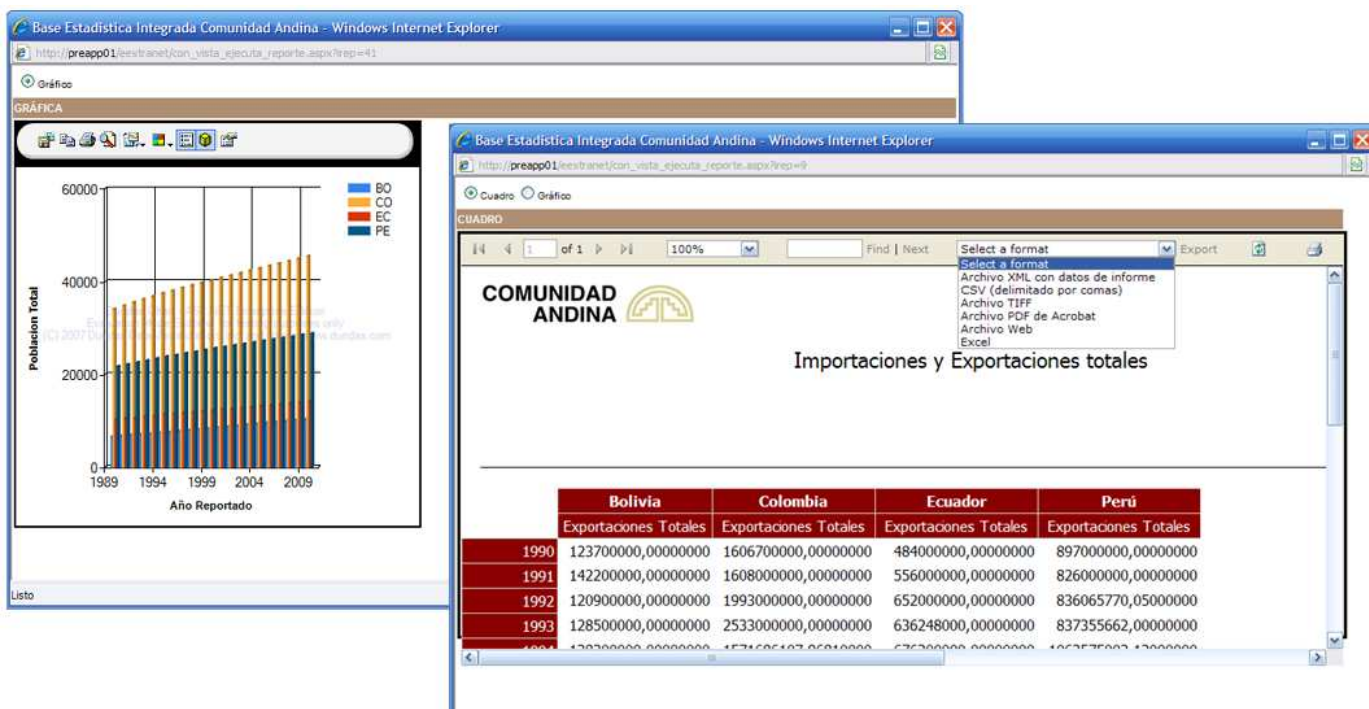 Base Estadistica Integrada Comunidad Andina - Windows Internet Explorer
http://preapp01/eextranet/con_vista_ejecuta_reporte.aspx?irep=41
Gráfico
GRÁFICA
60000
40000
20000
0
Poblacion Total
1989 1994 1999 2004 2009
Año Reportado
BO
CO
EC
PE
Listo
Base Estadistica Integrada Comunidad Andina - Windows Internet Explorer
http://preapp01/eextranet/con_vista_ejecuta_reporte.aspx?irep=9
Cuadro Gráfico
CUADRO
1 of 1 100% Find | Next Select a format Export
Select a format
Archivo XML con datos de informe
CSV (delimitado por comas)
Archivo TIFF
Archivo PDF de Acrobat
Archivo Web
Excel
COMUNIDAD
ANDINA
Importaciones y Exportaciones totales
Bolivia Colombia Ecuador Perú
Exportaciones Totales Exportaciones Totales Exportaciones Totales Exportaciones Totales
1990 123700000,00000000 1606700000,00000000 484000000,00000000 897000000,00000000
1991 142200000,00000000 1608000000,00000000 556000000,00000000 826000000,00000000
1992 120900000,00000000 1993000000,00000000 652000000,00000000 836065770,05000000
1993 128500000,00000000 2533000000,00000000 636248000,00000000 837355662,00000000